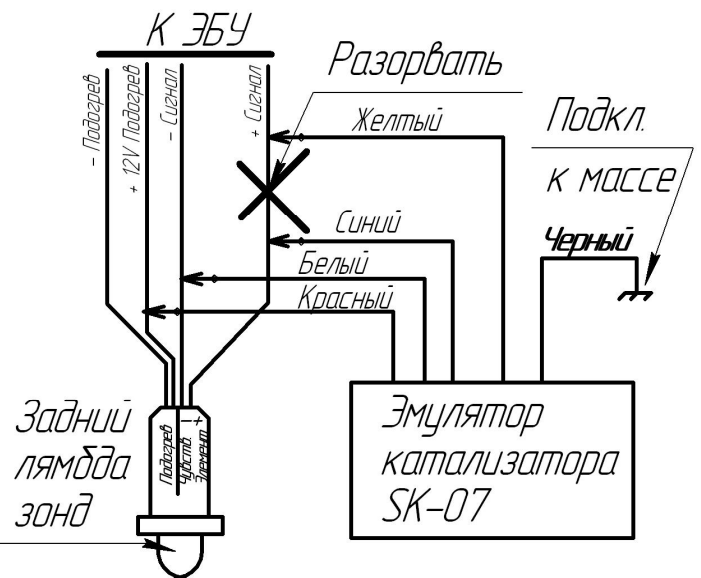 К ЭБУ
Разорвать
- Подогрев
+ 12V Подогрев
- Сигнал
+ Сигнал
Желтый
Подкл.
к массе
Синий
Черный
Белый
Красный
Задний
лямбда
зонд
- +
Подогрев
Чувств.
Элемент
Эмулятор
катализатора
SK-07